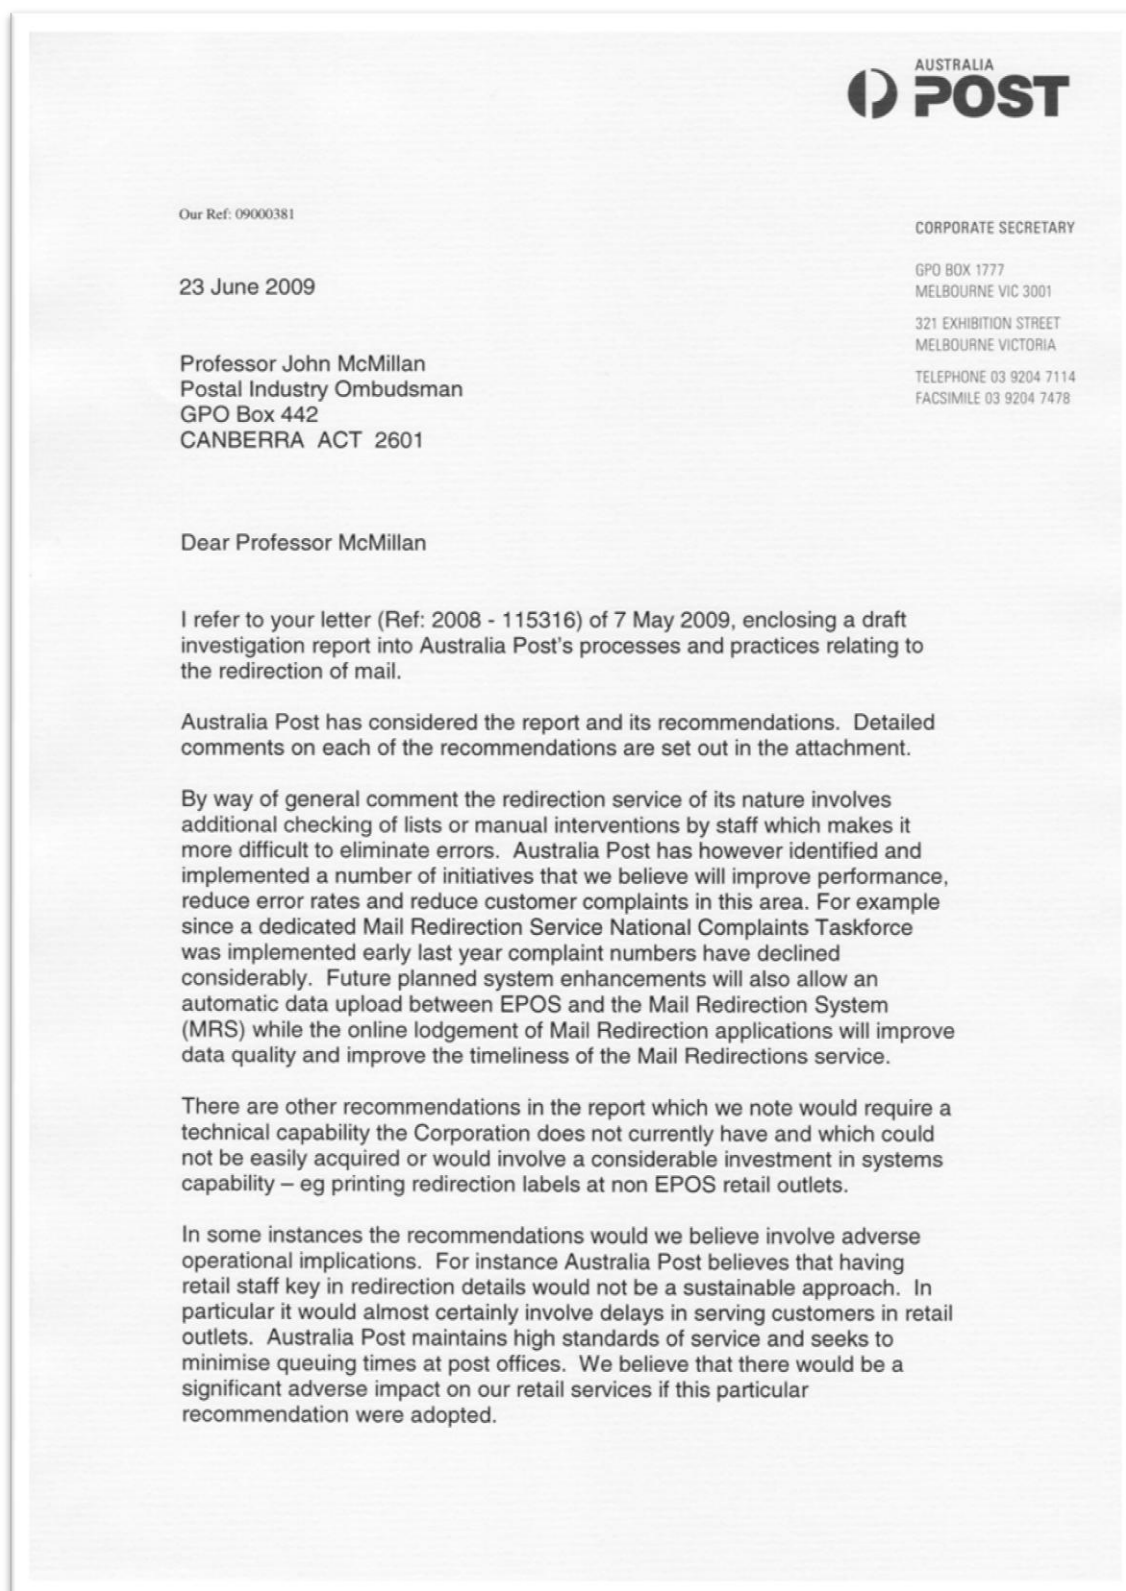 AUSTRALIA
POST
Our Ref: 09000381
CORPORATE SECRETARY
GPO BOX 1777
MELBOURNE VIC 3001
321 EXHIBITION STREET
MELBOURNE VICTORIA
TELEPHONE 03 9204 7114
FACSIMILE 03 9204 7478
23 June 2009
Professor John McMillan
Postal Industry Ombudsman
GPO Box 442
CANBERRA  ACT  2601
Dear Professor McMillan
I refer to your letter (Ref: 2008 - 115316) of 7 May 2009, enclosing a draft
investigation report into Australia Post's processes and practices relating to
the redirection of mail.
Australia Post has considered the report and its recommendations.  Detailed
comments on each of the recommendations are set out in the attachment.
By way of general comment the redirection service of its nature involves
additional checking of lists or manual interventions by staff which makes it
more difficult to eliminate errors.  Australia Post has however identified and
implemented a number of initiatives that we believe will improve performance,
reduce error rates and reduce customer complaints in this area. For example
since a dedicated Mail Redirection Service National Complaints Taskforce
was implemented early last year complaint numbers have declined
considerably.  Future planned system enhancements will also allow an
automatic data upload between EPOS and the Mail Redirection System
(MRS) while the online lodgement of Mail Redirection applications will improve
data quality and improve the timeliness of the Mail Redirections service.
There are other recommendations in the report which we note would require a
technical capability the Corporation does not currently have and which could
not be easily acquired or would involve a considerable investment in systems
capability – eg printing redirection labels at non EPOS retail outlets.
In some instances the recommendations would we believe involve adverse
operational implications.  For instance Australia Post believes that having
retail staff key in redirection details would not be a sustainable approach.  In
particular it would almost certainly involve delays in serving customers in retail
outlets.  Australia Post maintains high standards of service and seeks to
minimise queuing times at post offices.  We believe that there would be a
significant adverse impact on our retail services if this particular
recommendation were adopted.